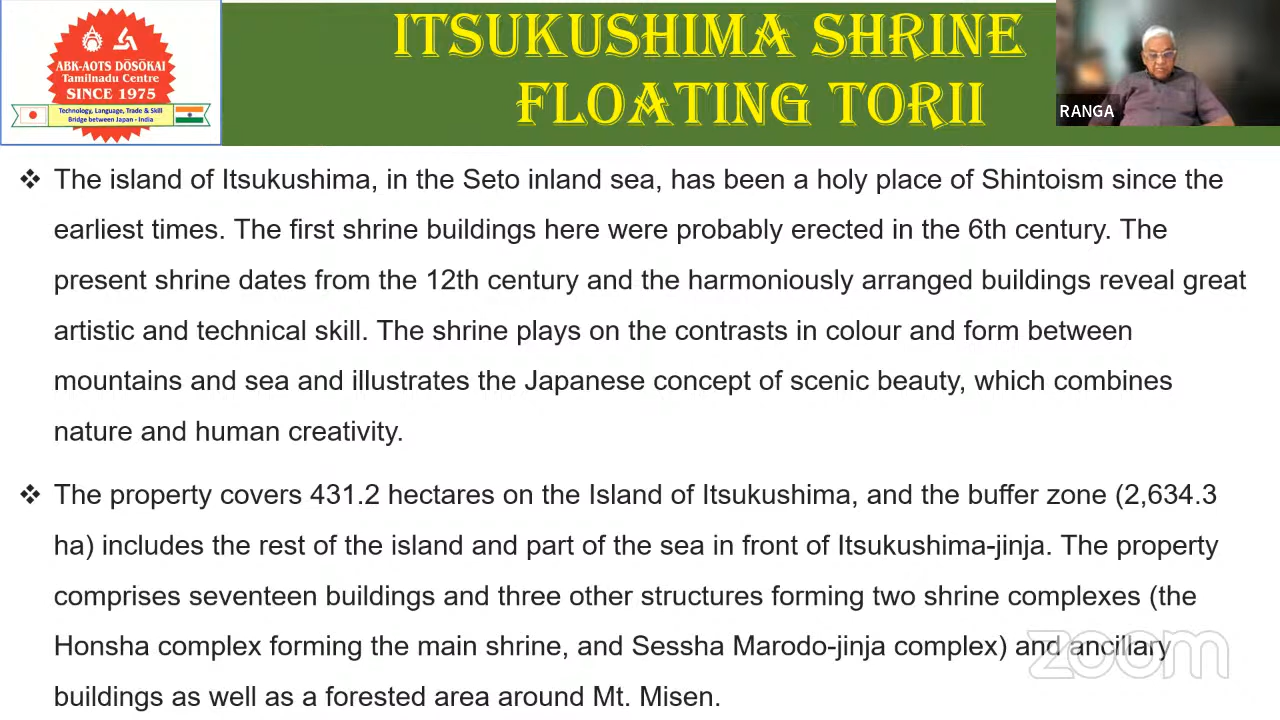 ABK-AOTS DŌSŌKAI
Tamilnadu Centre
SINCE 1975
Technology, Language, Trade & Skill
Bridge between Japan - India
ITSUKUSHIMA SHRINE
FLOATING TORII
RANGA
❖ The island of Itsukushima, in the Seto inland sea, has been a holy place of Shintoism since the
earliest times. The first shrine buildings here were probably erected in the 6th century. The
present shrine dates from the 12th century and the harmoniously arranged buildings reveal great
artistic and technical skill. The shrine plays on the contrasts in colour and form between
mountains and sea and illustrates the Japanese concept of scenic beauty, which combines
nature and human creativity.
❖ The property covers 431.2 hectares on the Island of Itsukushima, and the buffer zone (2,634.3
ha) includes the rest of the island and part of the sea in front of Itsukushima-jinja. The property
comprises seventeen buildings and three other structures forming two shrine complexes (the
Honsha complex forming the main shrine, and Sessha Marodo-jinja complex) and ancillary
buildings as well as a forested area around Mt. Misen.
zoom